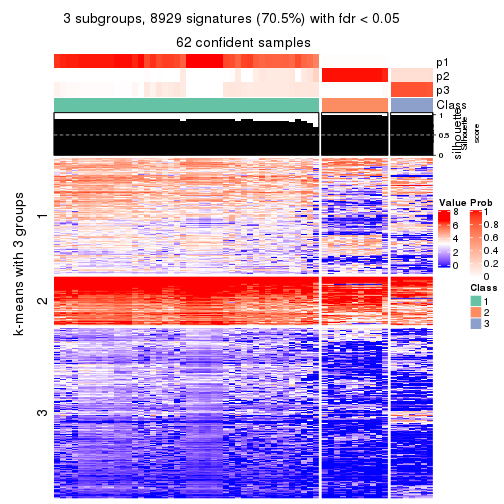 3 subgroups, 8929 signatures (70.5%) with fdr < 0.05
62 confident samples
p1
p2
p3
Class
1
0.5
0
silhouette
Silhouette
score
k-means with 3 groups
1
2
3
Value
8
6
4
2
0
Prob
1
0.8
0.6
0.4
0.2
0
Class
1
2
3